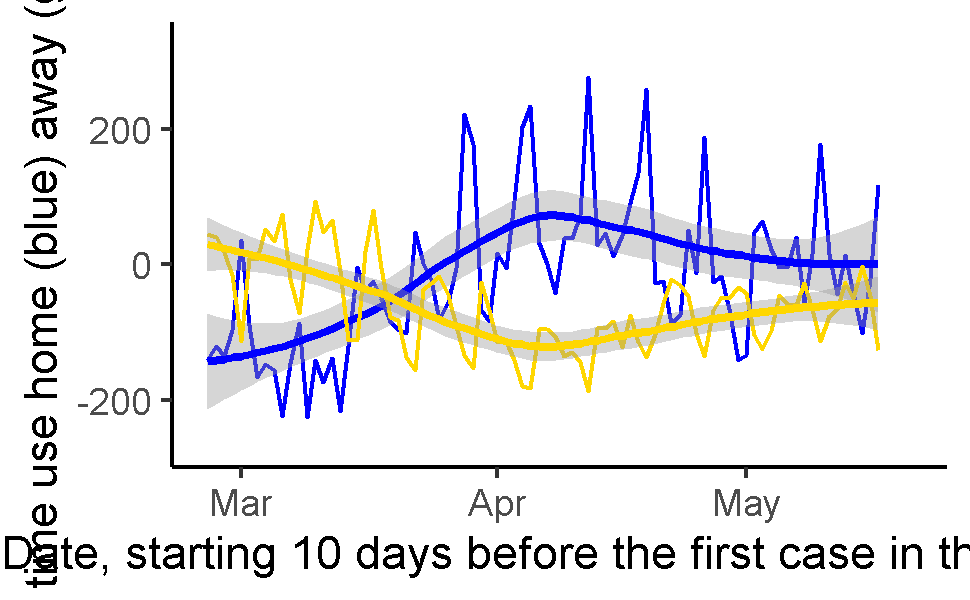 time use home (blue) away (
200
0
-200
Mar Apr May
Date, starting 10 days before the first case in th